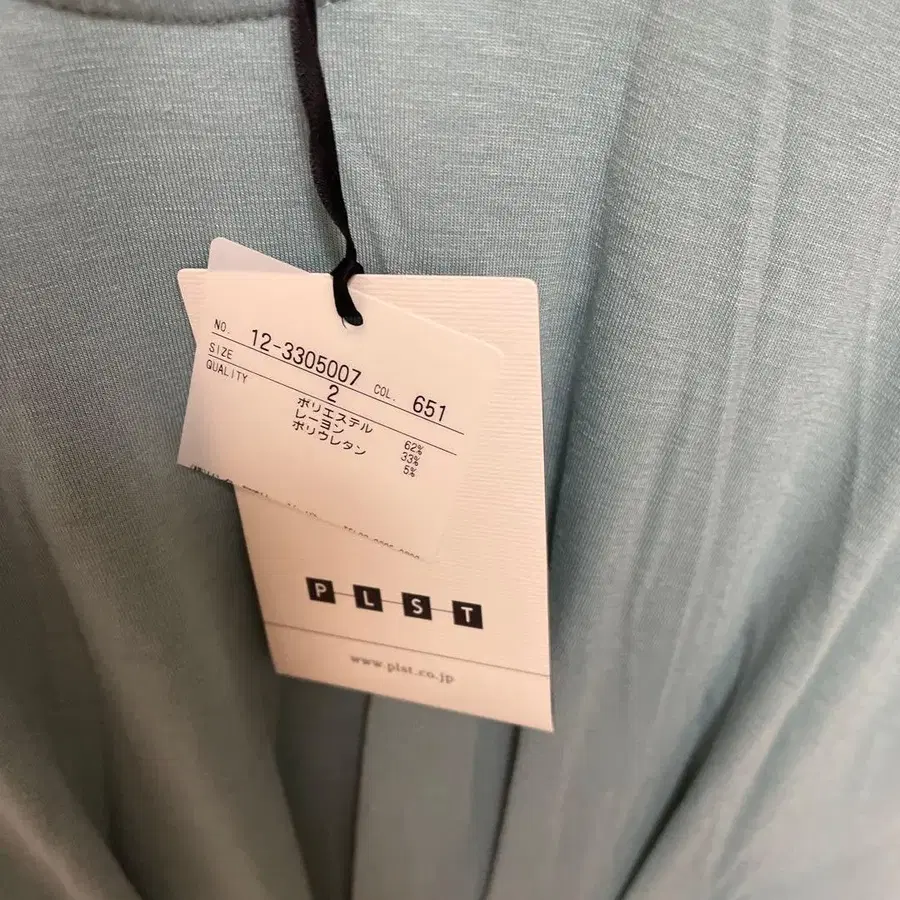 NO. 12-3305007 COL. 651
SIZE 2
QUALITY
ポリエステル 62%
レーヨン 33%
ポリウレタン 5%
PLST
www.plst.co.jp